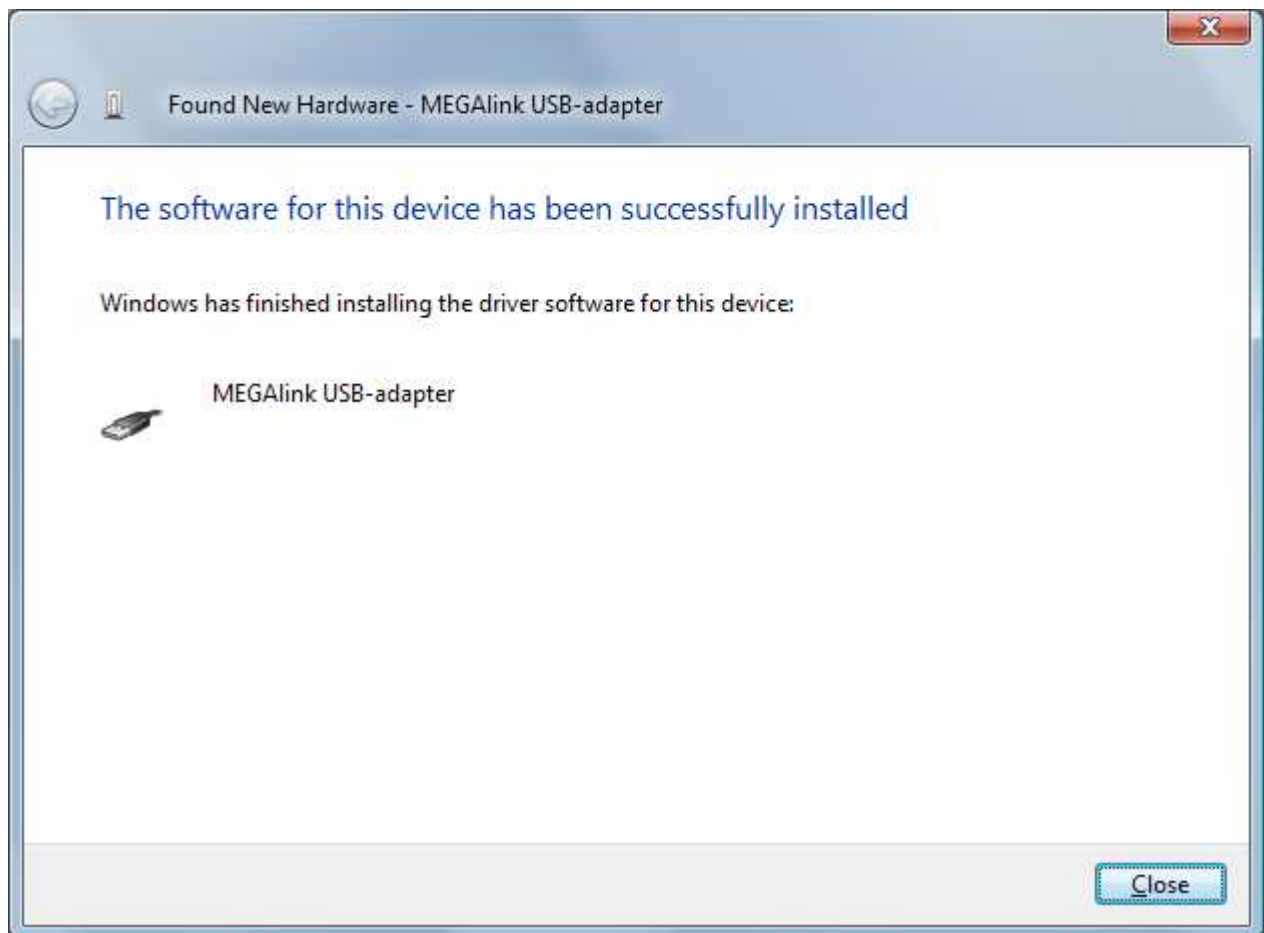 Found New Hardware - MEGAlink USB-adapter
The software for this device has been successfully installed
Windows has finished installing the driver software for this device:
MEGAlink USB-adapter
Close